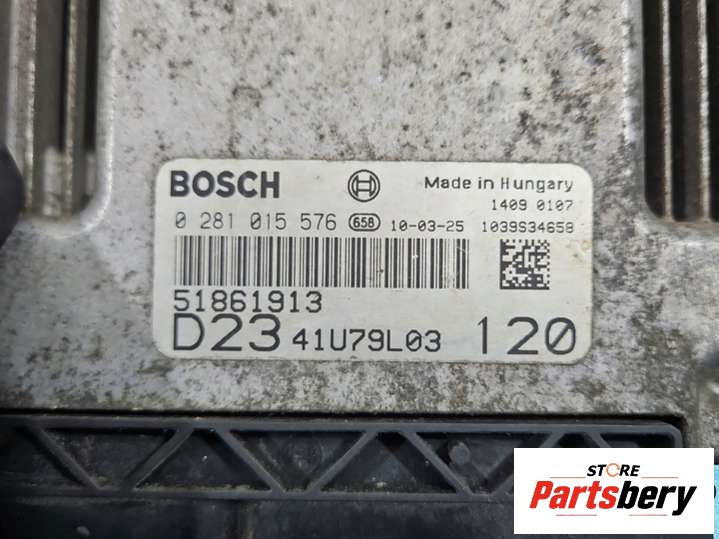 BOSCH Made in Hungary
1409 0107
0 281 015 576 658 10-03-25 1039S34658
51861913
D23 41U79L03 120
STORE
Partsbery